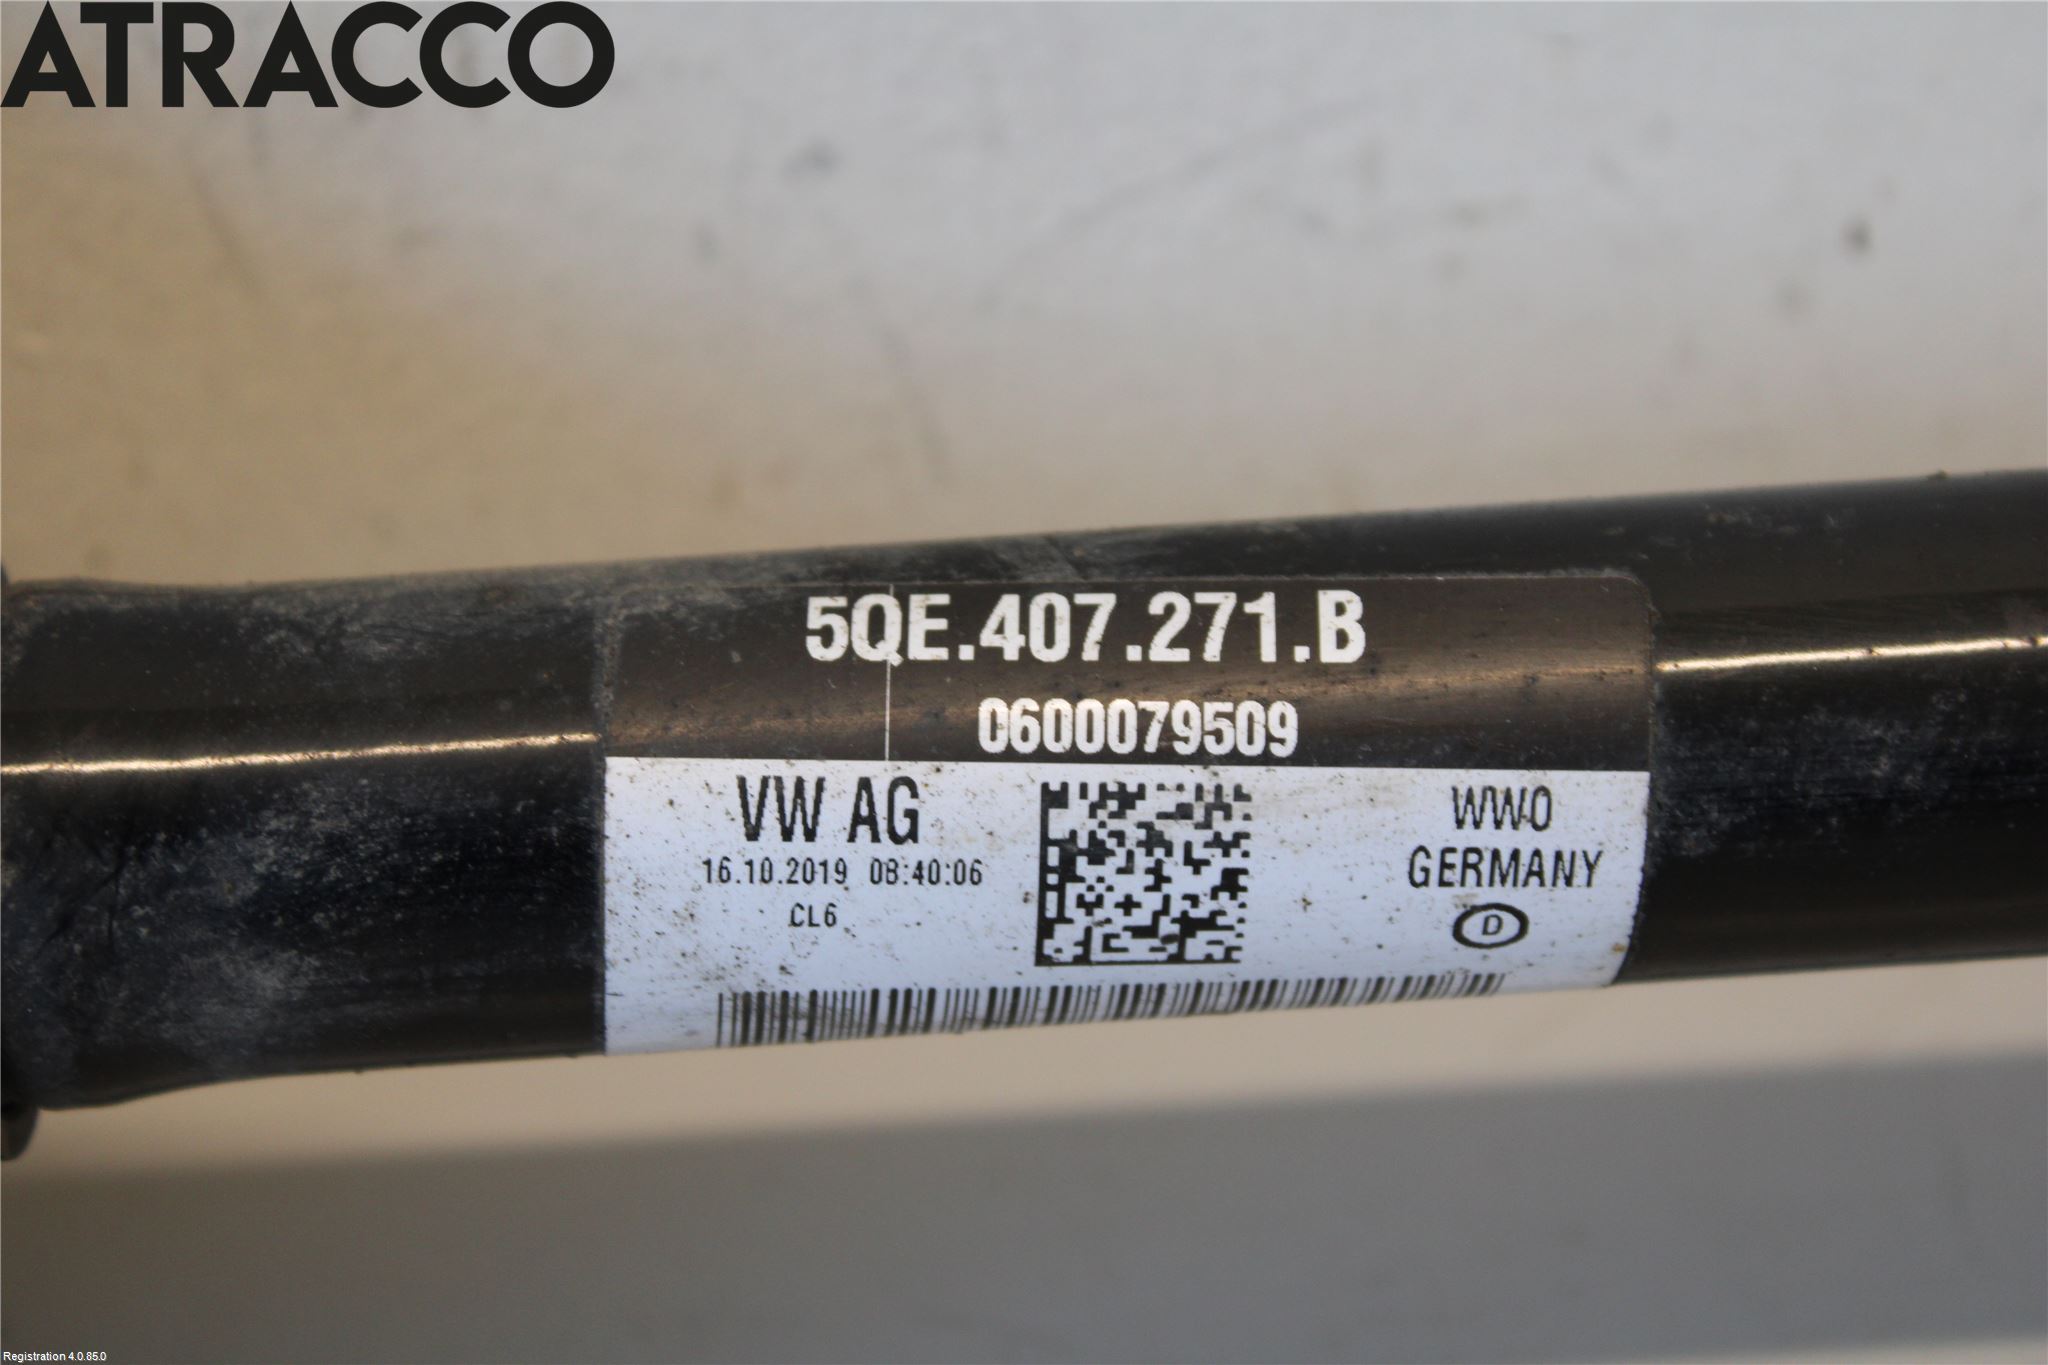 ATRACCO
5QE.407.271.B
0600079509
VW AG
16.10.2019 08:40:06
CL6
WWO
GERMANY
D
Registration 4.0.85.0